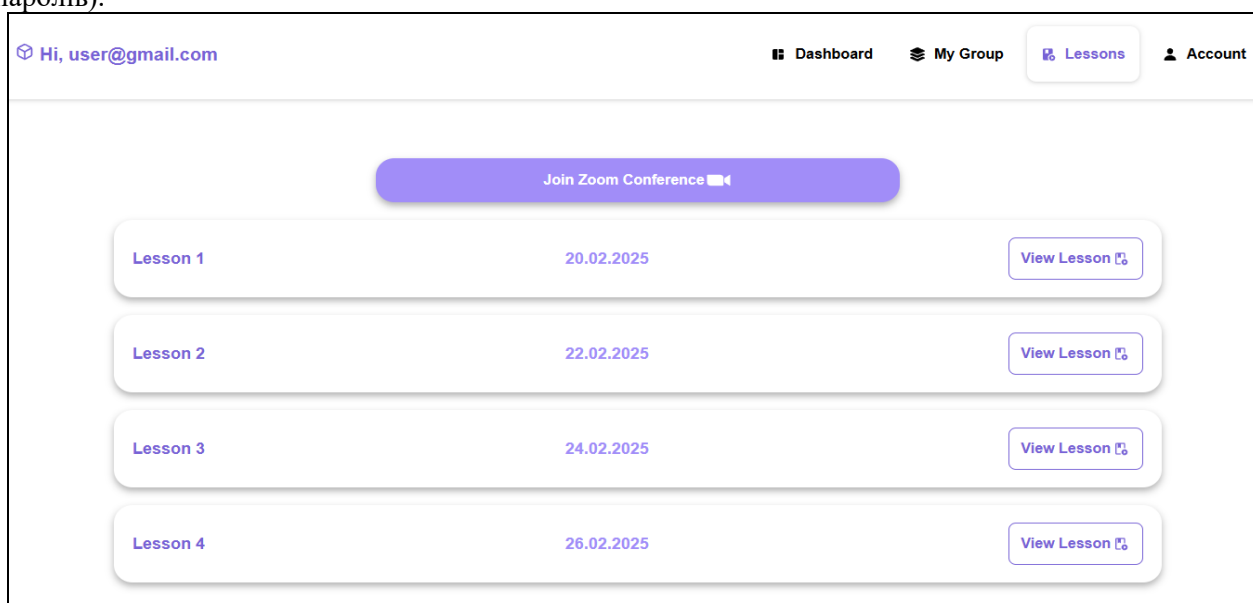 паролів).
Hi, user@gmail.com Dashboard My Group Lessons Account
Join Zoom Conference
Lesson 1 20.02.2025 View Lesson
Lesson 2 22.02.2025 View Lesson
Lesson 3 24.02.2025 View Lesson
Lesson 4 26.02.2025 View Lesson